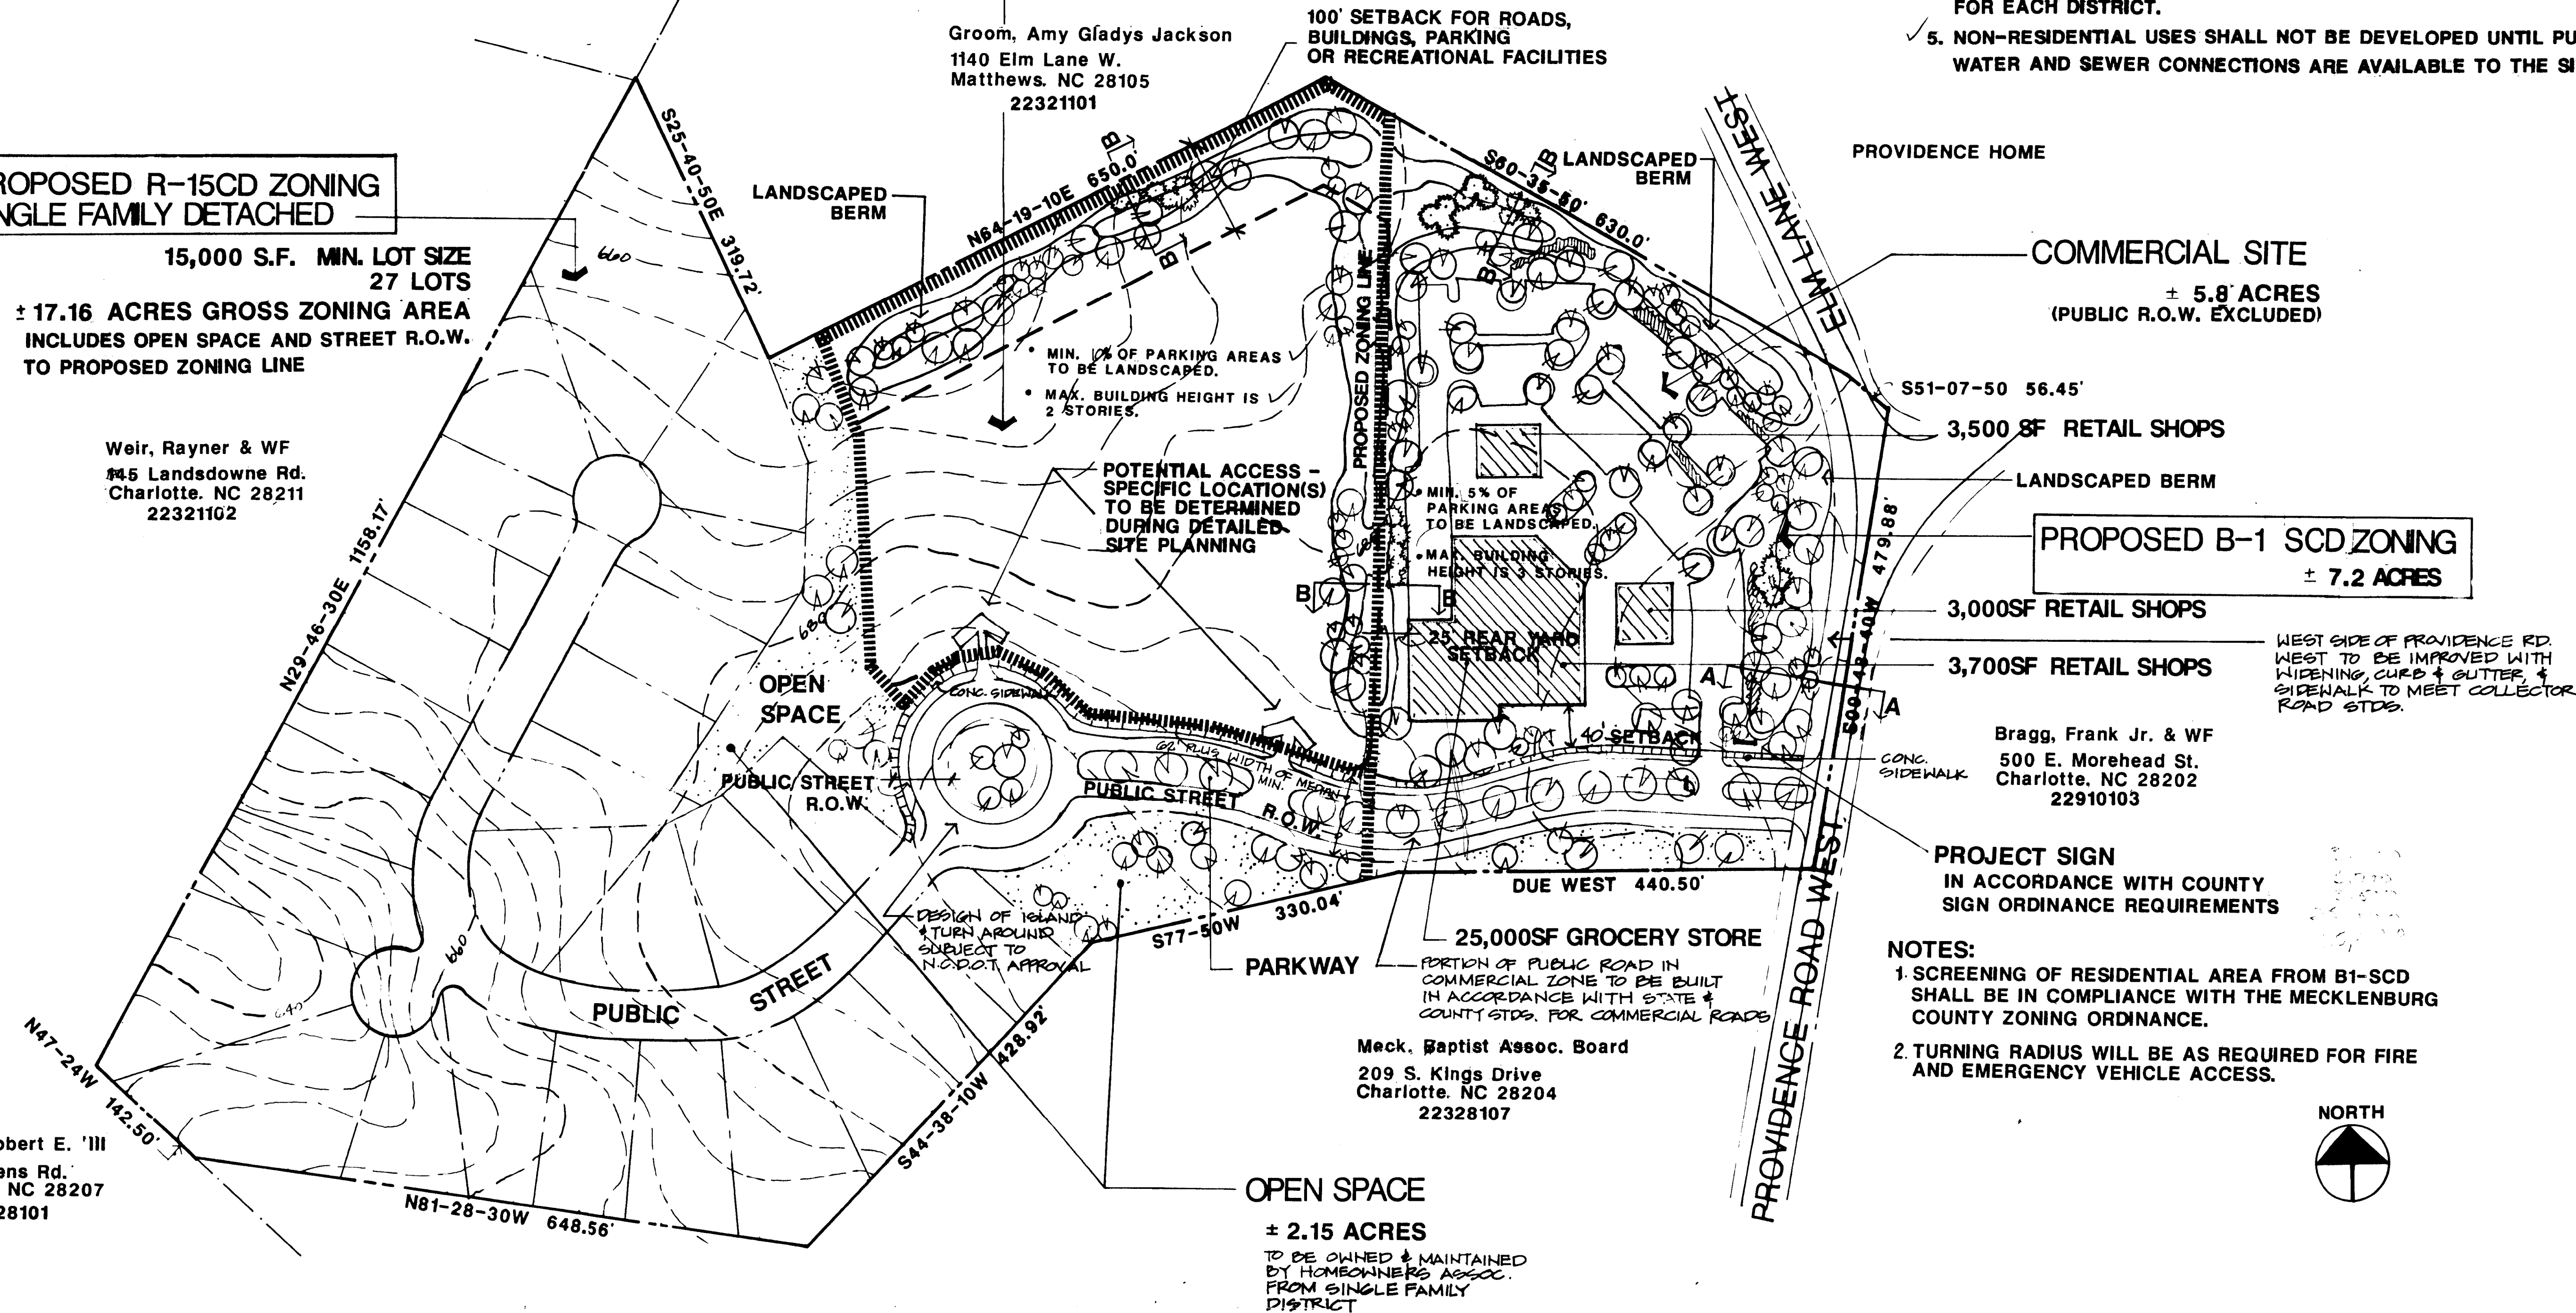 Groom, Amy Gladys Jackson
1140 Elm Lane W.
Matthews. NC 28105
22321101
100' SETBACK FOR ROADS,
BUILDINGS, PARKING
OR RECREATIONAL FACILITIES
FOR EACH DISTRICT.
5. NON-RESIDENTIAL USES SHALL NOT BE DEVELOPED UNTIL PU
WATER AND SEWER CONNECTIONS ARE AVAILABLE TO THE SI
ROPOSED R-15CD ZONING
NGLE FAMILY DETACHED
15,000 S.F. MIN. LOT SIZE
27 LOTS
± 17.16 ACRES GROSS ZONING AREA
INCLUDES OPEN SPACE AND STREET R.O.W.
TO PROPOSED ZONING LINE
Weir, Rayner & WF
145 Landsdowne Rd.
Charlotte. NC 28211
22321102
S25-40-50E 319.72'
660
LANDSCAPED
BERM
N64-19-10E 650.0'
B
B
S60-35-50' 630.0'
B
B
LANDSCAPED
BERM
ELM LANE WEST
PROVIDENCE HOME
COMMERCIAL SITE
± 5.8 ACRES
(PUBLIC R.O.W. EXCLUDED)
• MIN. 10% OF PARKING AREAS
TO BE LANDSCAPED.
• MAX. BUILDING HEIGHT IS
2 STORIES.
PROPOSED ZONING LINE
S51-07-50 56.45'
3,500 SF RETAIL SHOPS
LANDSCAPED BERM
PROPOSED B-1 SCD ZONING
± 7.2 ACRES
POTENTIAL ACCESS -
SPECIFIC LOCATION(S)
TO BE DETERMINED
DURING DETAILED
SITE PLANNING
• MIN. 5% OF
PARKING AREAS
TO BE LANDSCAPED.
• MAX. BUILDING
HEIGHT IS 3 STORIES.
479.88'
S09-48-40W
B
B
25' REAR YARD
SETBACK
3,000SF RETAIL SHOPS
3,700SF RETAIL SHOPS
WEST SIDE OF PROVIDENCE RD.
WEST TO BE IMPROVED WITH
WIDENING, CURB & GUTTER, &
SIDEWALK TO MEET COLLECTOR
ROAD STDS.
A
A
N29-46-30E 1158.17'
680
OPEN
SPACE
CONC. SIDEWALK
PUBLIC STREET
R.O.W.
62' PLUS WIDTH OF MEDIAN
MIN.
PUBLIC STREET R.O.W.
40' SETBACK
CONC.
SIDEWALK
Bragg, Frank Jr. & WF
500 E. Morehead St.
Charlotte, NC 28202
22910103
PROJECT SIGN
IN ACCORDANCE WITH COUNTY
SIGN ORDINANCE REQUIREMENTS
DUE WEST 440.50'
S77-50W 330.04'
DESIGN OF ISLAND
& TURN AROUND
SUBJECT TO
N.C.D.O.T. APPROVAL
25,000SF GROCERY STORE
PARKWAY
PORTION OF PUBLIC ROAD IN
COMMERCIAL ZONE TO BE BUILT
IN ACCORDANCE WITH STATE &
COUNTY STDS. FOR COMMERCIAL ROADS
NOTES:
1. SCREENING OF RESIDENTIAL AREA FROM B1-SCD
SHALL BE IN COMPLIANCE WITH THE MECKLENBURG
COUNTY ZONING ORDINANCE.
2. TURNING RADIUS WILL BE AS REQUIRED FOR FIRE
AND EMERGENCY VEHICLE ACCESS.
660
640
PUBLIC STREET
Meck. Baptist Assoc. Board
209 S. Kings Drive
Charlotte. NC 28204
22328107
PROVIDENCE ROAD WEST
NORTH
N47-24W 142.50'
S44-38-10W 428.92'
obert E. 'III
ens Rd.
NC 28207
28101
N81-28-30W 648.56'
OPEN SPACE
± 2.15 ACRES
TO BE OWNED & MAINTAINED
BY HOMEOWNERS ASSOC.
FROM SINGLE FAMILY
DISTRICT